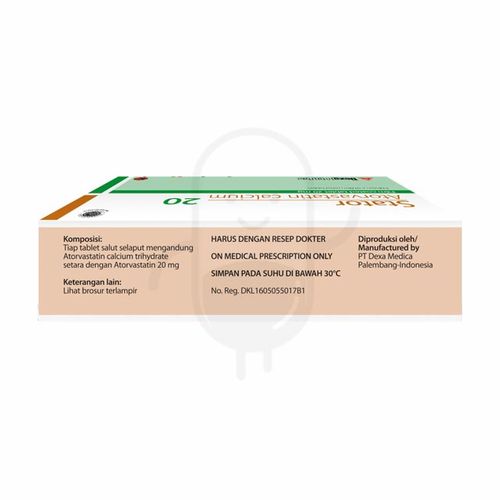 Stator
Atorvastatin calcium
20
Komposisi:
Tiap tablet salut selaput mengandung
Atorvastatin calcium trihydrate
setara dengan Atorvastatin 20 mg
Keterangan lain:
Lihat brosur terlampir
HARUS DENGAN RESEP DOKTER
ON MEDICAL PRESCRIPTION ONLY
SIMPAN PADA SUHU DI BAWAH 30°C
No. Reg. DKL1605055017B1
Diproduksi oleh/
Manufactured by
PT Dexa Medica
Palembang-Indonesia